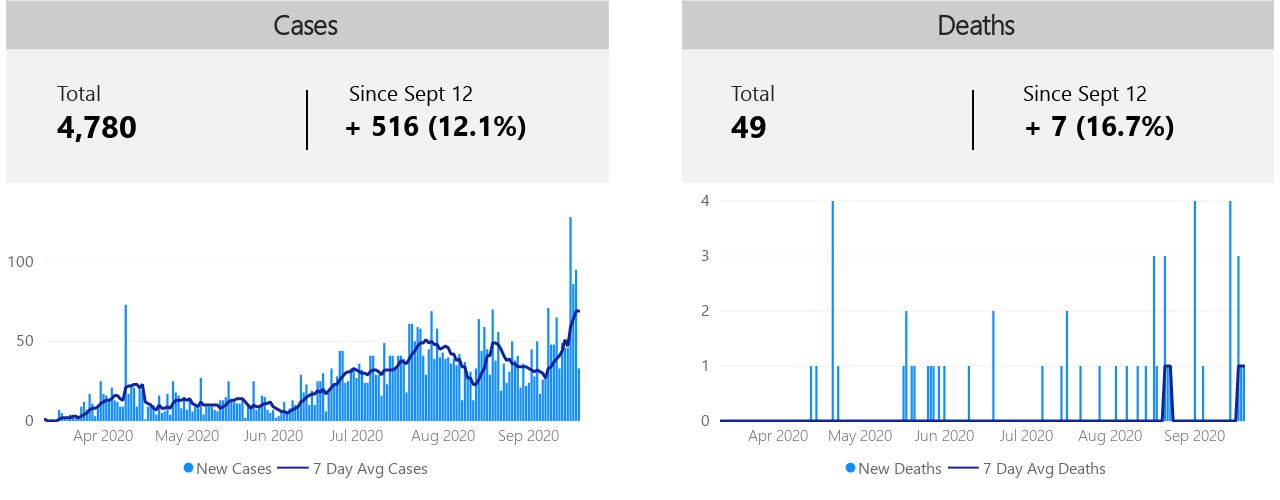 Cases
Total
Since Sept 12
4,780
+ 516 (12.1%)
100
50
0
Apr 2020 May 2020 Jun 2020 Jul 2020 Aug 2020 Sep 2020
New Cases 7 Day Avg Cases
Deaths
Total
Since Sept 12
49
+ 7 (16.7%)
4
3
2
1
0
Apr 2020 May 2020 Jun 2020 Jul 2020 Aug 2020 Sep 2020
New Deaths 7 Day Avg Deaths